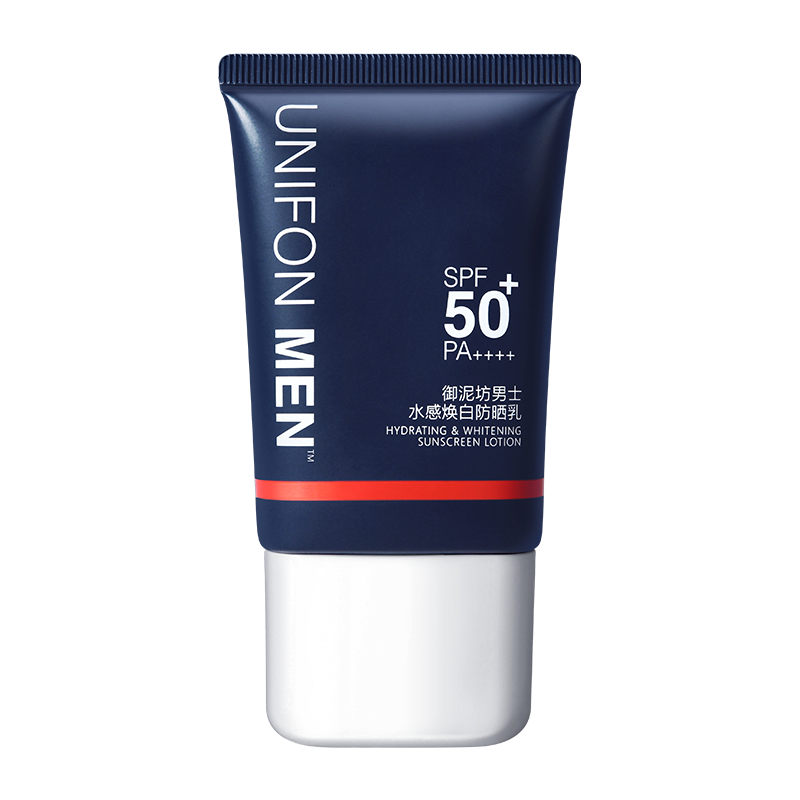 UNIFON MEN™
SPF
50+
PA++++
御泥坊男士
水感焕白防晒乳
HYDRATING & WHITENING
SUNSCREEN LOTION